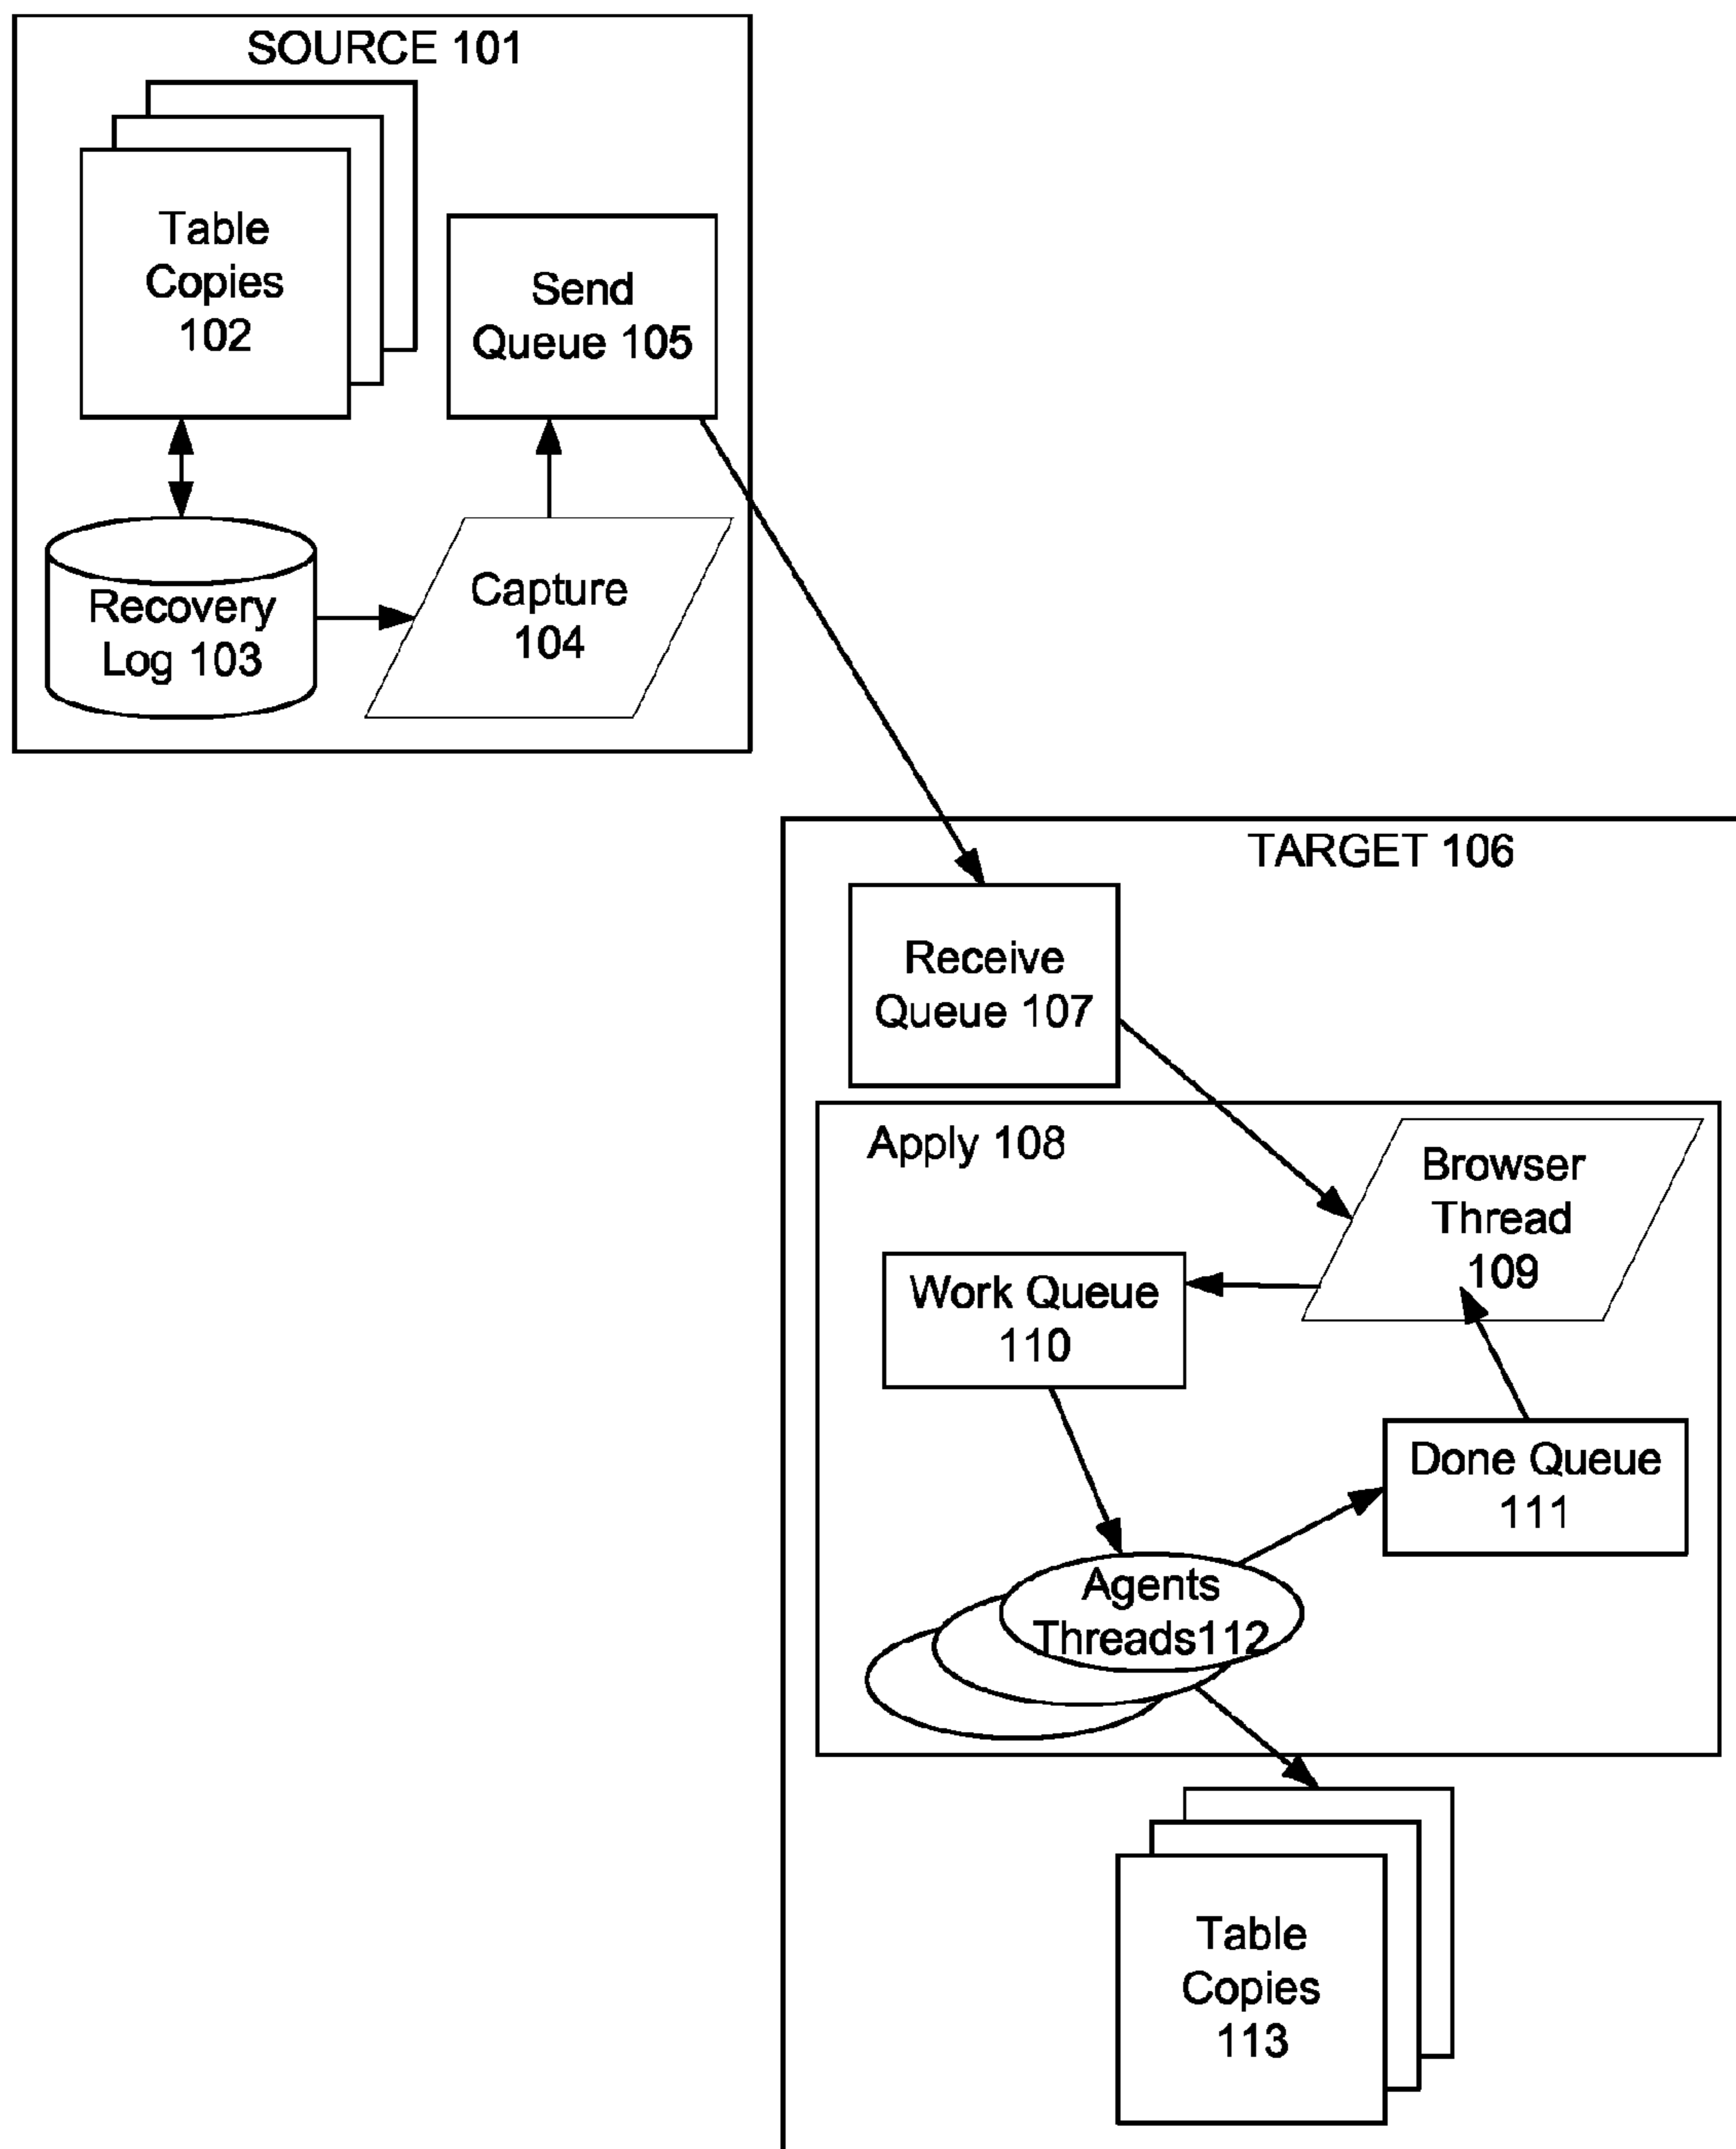 SOURCE 101
Table
Copies
102
Send
Queue 105
Recovery
Log 103
Capture
104
TARGET 106
Receive
Queue 107
Apply 108
Browser
Thread
109
Work Queue
110
Done Queue
111
Agents
Threads112
Table
Copies
113